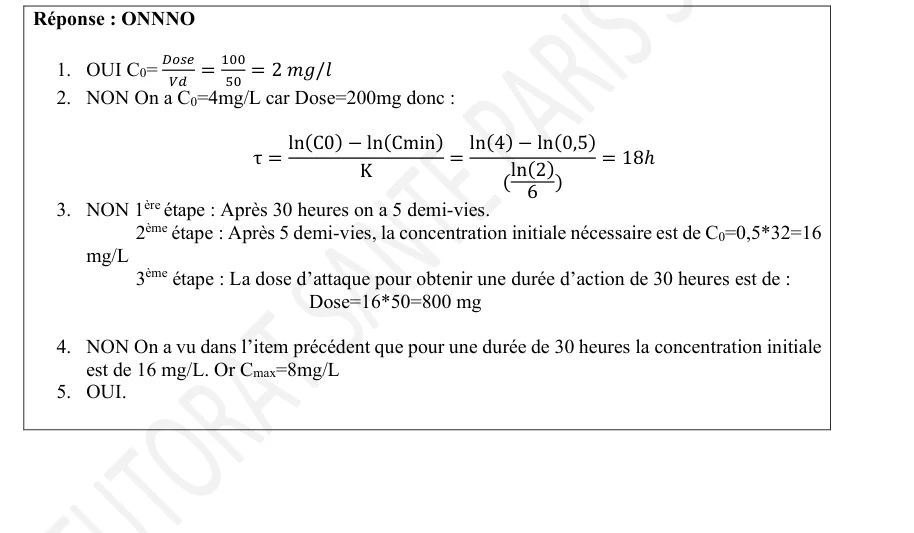 Réponse : ONNNO
1. OUI C₀= Dose/Vd = 100/50 = 2 mg/l
2. NON On a C₀=4mg/L car Dose=200mg donc :
τ = (ln(C0) − ln(Cmin))/K = (ln(4) − ln(0,5))/(ln(2)/6) = 18h
3. NON 1ère étape : Après 30 heures on a 5 demi-vies.
2ème étape : Après 5 demi-vies, la concentration initiale nécessaire est de C₀=0,5*32=16
mg/L
3ème étape : La dose d’attaque pour obtenir une durée d’action de 30 heures est de :
Dose=16*50=800 mg
4. NON On a vu dans l’item précédent que pour une durée de 30 heures la concentration initiale
est de 16 mg/L. Or Cmax=8mg/L
5. OUI.
TUTORAT SANTE PARIS S